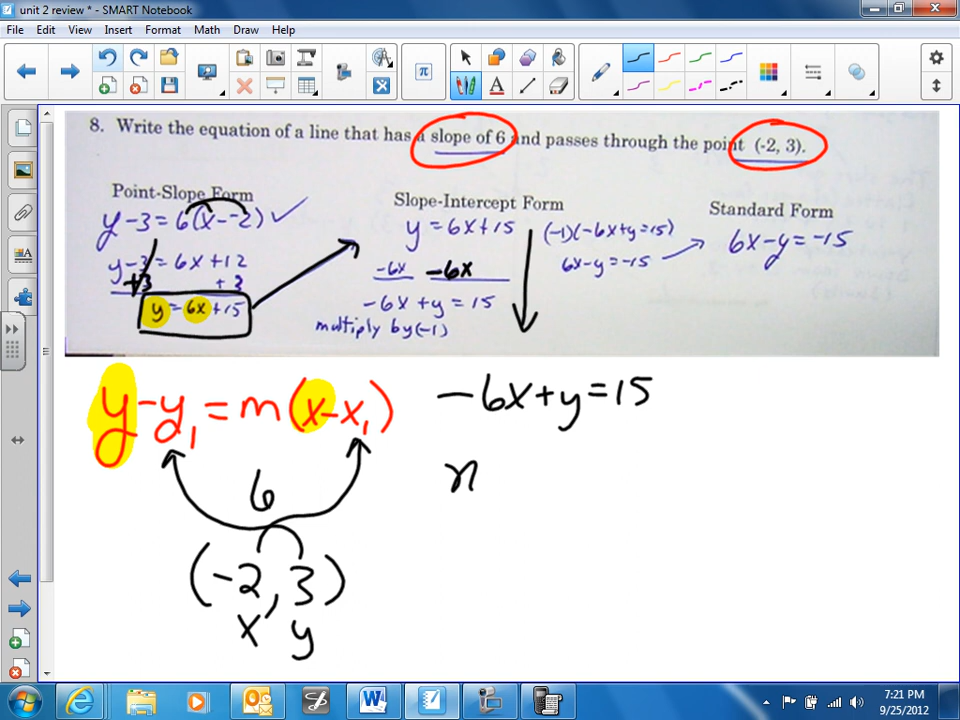 unit 2 review * - SMART Notebook
File Edit View Insert Format Math Draw Help
8. Write the equation of a line that has a slope of 6 and passes through the point (-2, 3).
Point-Slope Form
y-3=6(x--2)✓
y-3=6x+12
+3 +3
y=6x+15
Slope-Intercept Form
y=6x+15
-6x -6x
-6x+y=15
multiply by(-1)
(-1)(-6x+y=15)
6x-y=-15
Standard Form
6x-y=-15
y-y₁=m(x-x₁)
6
(-2,3)
x y
-6x+y=15
n
7:21 PM
9/25/2012